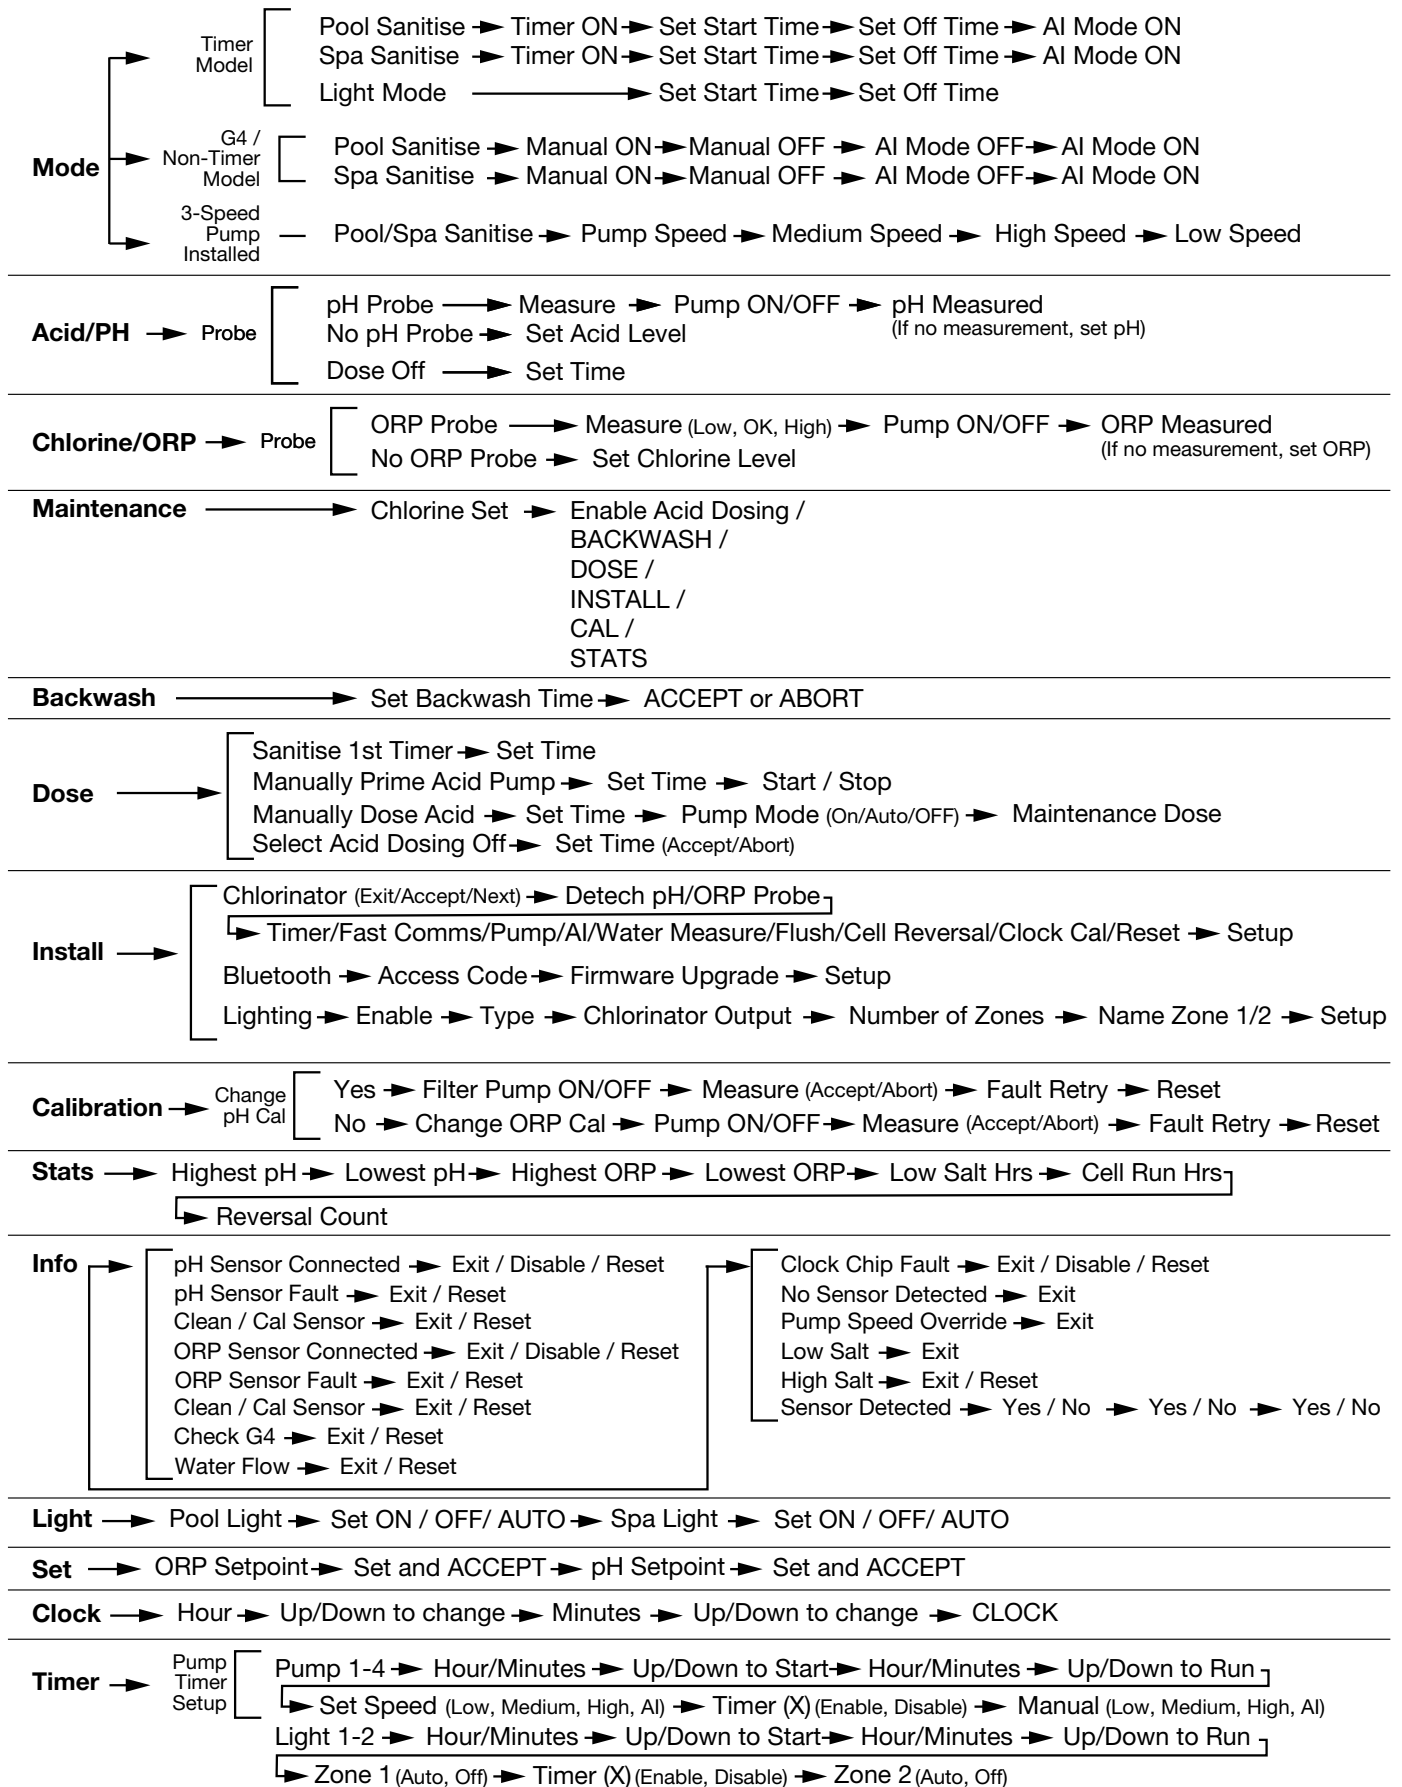 Mode
Timer Model
Pool Sanitise Timer ON Set Start Time Set Off Time AI Mode ON
Spa Sanitise Timer ON Set Start Time Set Off Time AI Mode ON
Light Mode Set Start Time Set Off Time
G4 / Non-Timer Model
Pool Sanitise Manual ON Manual OFF AI Mode OFF AI Mode ON
Spa Sanitise Manual ON Manual OFF AI Mode OFF AI Mode ON
3-Speed Pump Installed
Pool/Spa Sanitise Pump Speed Medium Speed High Speed Low Speed
Acid/PH Probe
pH Probe Measure Pump ON/OFF pH Measured
(If no measurement, set pH)
No pH Probe Set Acid Level
Dose Off Set Time
Chlorine/ORP Probe
ORP Probe Measure (Low, OK, High) Pump ON/OFF ORP Measured
(If no measurement, set ORP)
No ORP Probe Set Chlorine Level
Maintenance Chlorine Set Enable Acid Dosing /
BACKWASH /
DOSE /
INSTALL /
CAL /
STATS
Backwash Set Backwash Time ACCEPT or ABORT
Dose
Sanitise 1st Timer Set Time
Manually Prime Acid Pump Set Time Start / Stop
Manually Dose Acid Set Time Pump Mode (On/Auto/OFF) Maintenance Dose
Select Acid Dosing Off Set Time (Accept/Abort)
Install
Chlorinator (Exit/Accept/Next) Detech pH/ORP Probe
Timer/Fast Comms/Pump/AI/Water Measure/Flush/Cell Reversal/Clock Cal/Reset Setup
Bluetooth Access Code Firmware Upgrade Setup
Lighting Enable Type Chlorinator Output Number of Zones Name Zone 1/2 Setup
Calibration Change pH Cal
Yes Filter Pump ON/OFF Measure (Accept/Abort) Fault Retry Reset
No Change ORP Cal Pump ON/OFF Measure (Accept/Abort) Fault Retry Reset
Stats Highest pH Lowest pH Highest ORP Lowest ORP Low Salt Hrs Cell Run Hrs
Reversal Count
Info
pH Sensor Connected Exit / Disable / Reset
pH Sensor Fault Exit / Reset
Clean / Cal Sensor Exit / Reset
ORP Sensor Connected Exit / Disable / Reset
ORP Sensor Fault Exit / Reset
Clean / Cal Sensor Exit / Reset
Check G4 Exit / Reset
Water Flow Exit / Reset
Clock Chip Fault Exit / Disable / Reset
No Sensor Detected Exit
Pump Speed Override Exit
Low Salt Exit
High Salt Exit / Reset
Sensor Detected Yes / No Yes / No Yes / No
Light Pool Light Set ON / OFF/ AUTO Spa Light Set ON / OFF/ AUTO
Set ORP Setpoint Set and ACCEPT pH Setpoint Set and ACCEPT
Clock Hour Up/Down to change Minutes Up/Down to change CLOCK
Timer Pump Timer Setup
Pump 1-4 Hour/Minutes Up/Down to Start Hour/Minutes Up/Down to Run
Set Speed (Low, Medium, High, AI) Timer (X) (Enable, Disable) Manual (Low, Medium, High, AI)
Light 1-2 Hour/Minutes Up/Down to Start Hour/Minutes Up/Down to Run
Zone 1 (Auto, Off) Timer (X) (Enable, Disable) Zone 2 (Auto, Off)